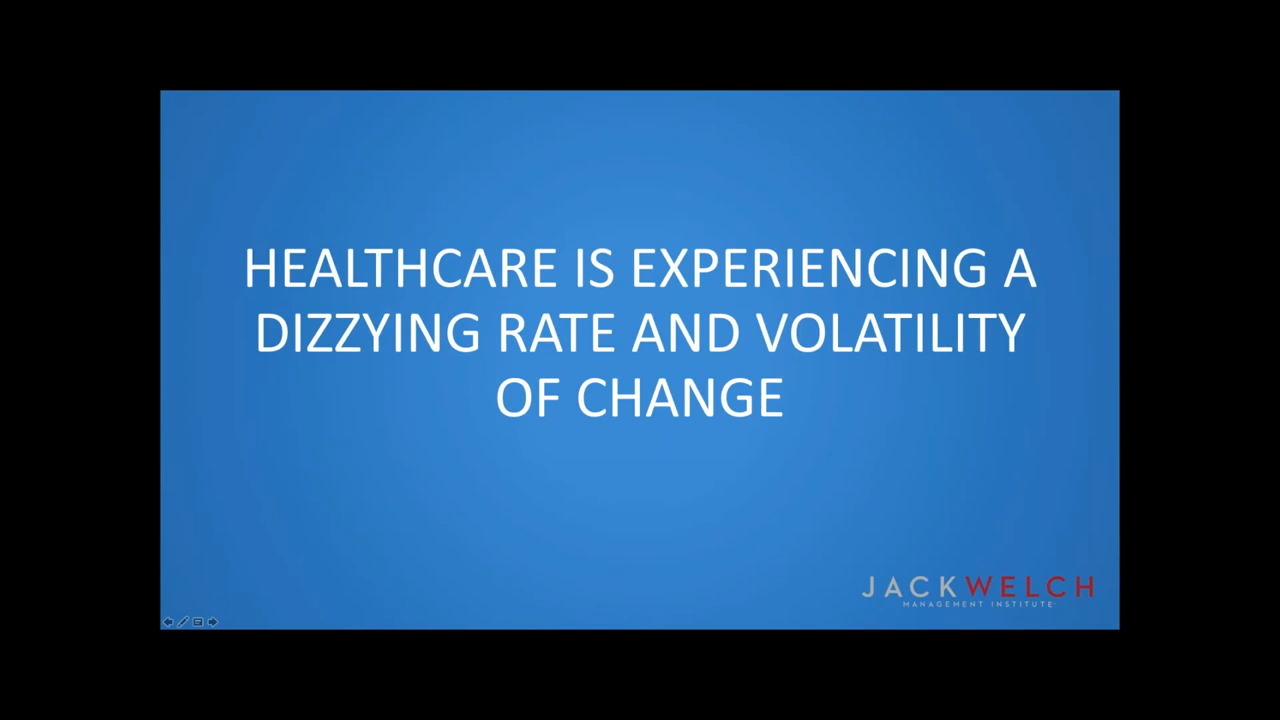 HEALTHCARE IS EXPERIENCING A
DIZZYING RATE AND VOLATILITY
OF CHANGE
JACKWELCH
MANAGEMENT INSTITUTE